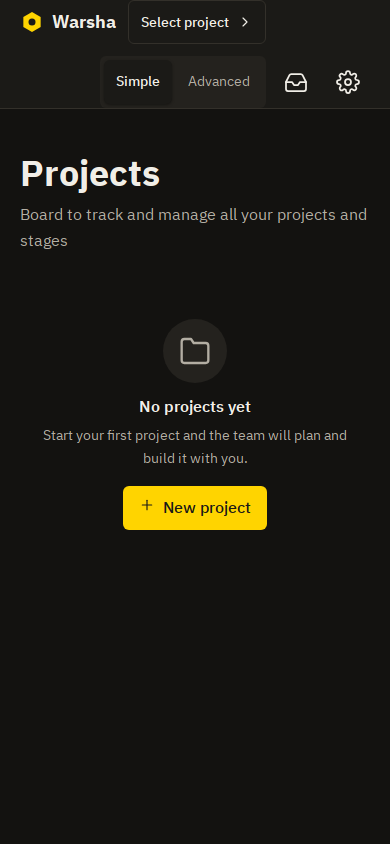 Warsha
Select project
Simple
Advanced
Projects
Board to track and manage all your projects and
stages
No projects yet
Start your first project and the team will plan and
build it with you.
New project